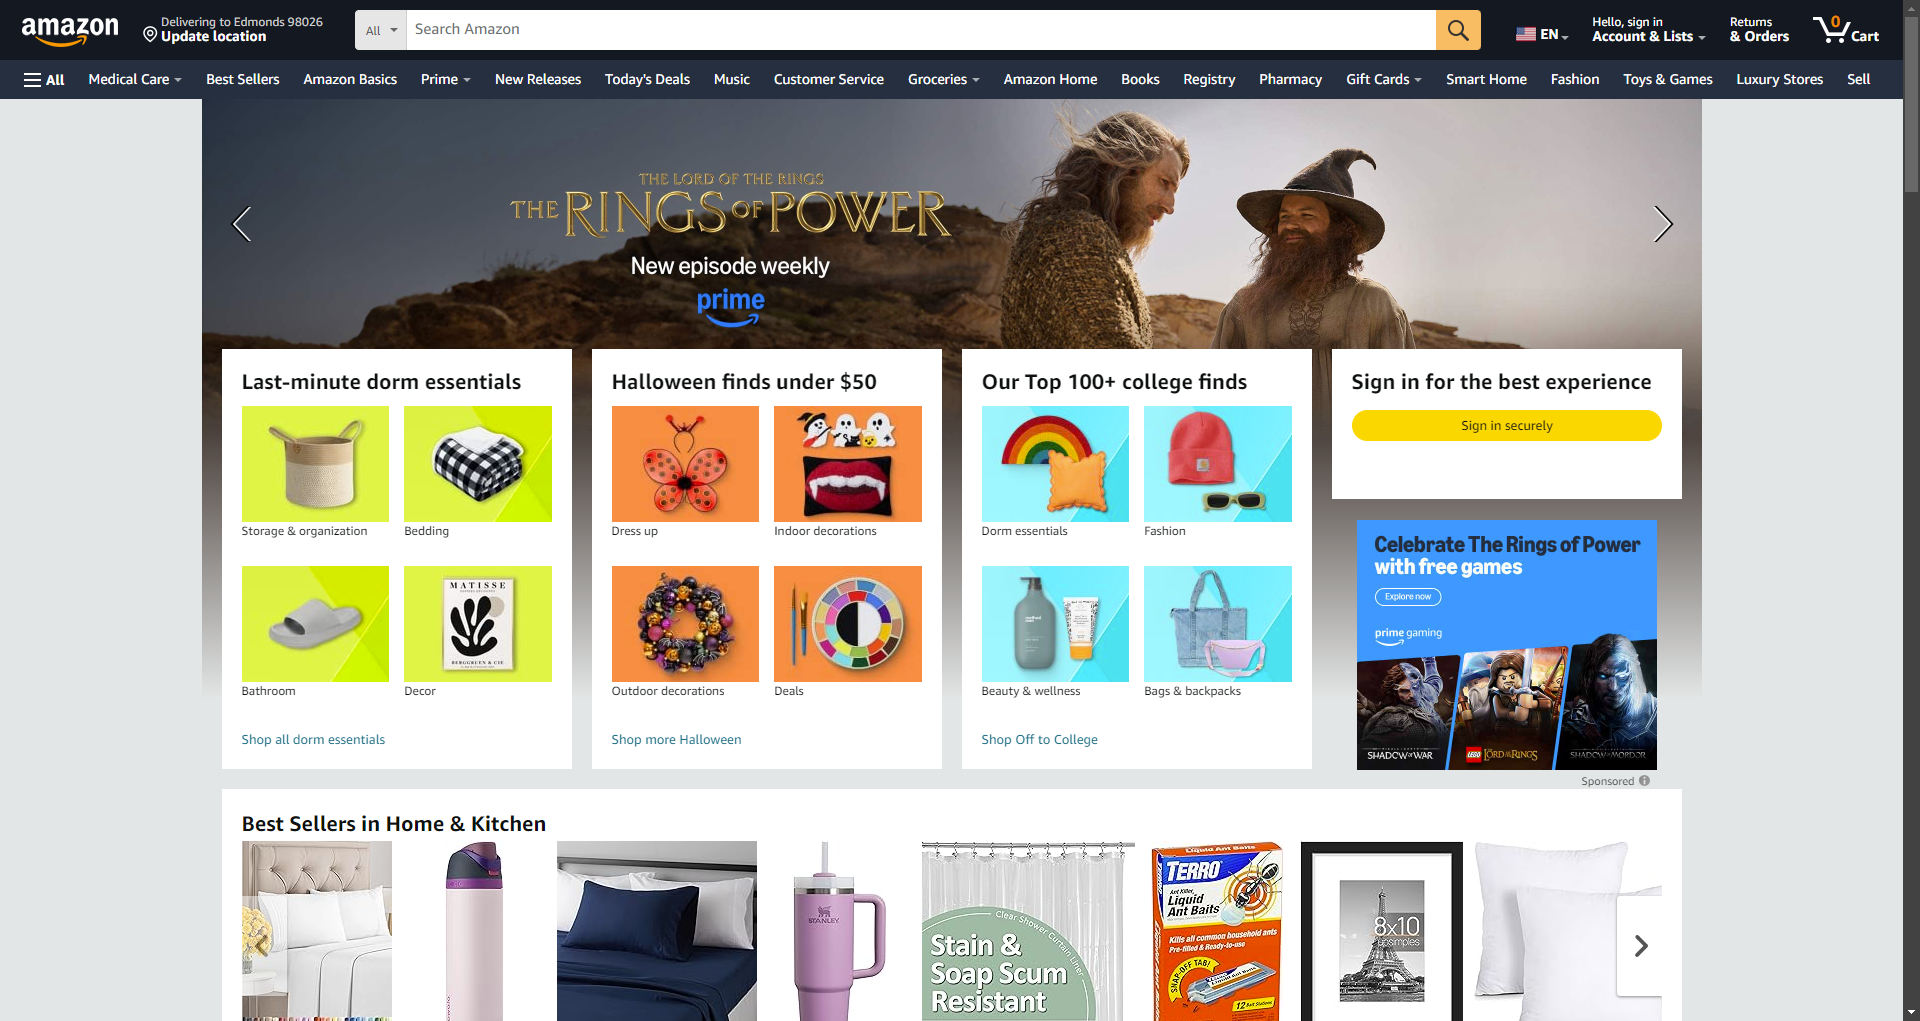 amazon
Delivering to Edmonds 98026
Update location
All
Search Amazon
EN
Hello, sign in
Account & Lists
Returns
& Orders
0
Cart
All
Medical Care
Best Sellers
Amazon Basics
Prime
New Releases
Today's Deals
Music
Customer Service
Groceries
Amazon Home
Books
Registry
Pharmacy
Gift Cards
Smart Home
Fashion
Toys & Games
Luxury Stores
Sell
THE LORD OF THE RINGS
THE RINGS OF POWER
New episode weekly
prime
Last-minute dorm essentials
Storage & organization
Bedding
MATISSE
BERGGRUEN & CIE
Bathroom
Decor
Shop all dorm essentials
Halloween finds under $50
Dress up
Indoor decorations
Outdoor decorations
Deals
Shop more Halloween
Our Top 100+ college finds
Dorm essentials
Fashion
Beauty & wellness
Bags & backpacks
Shop Off to College
Sign in for the best experience
Sign in securely
Celebrate The Rings of Power
with free games
Explore now
prime gaming
SHADOW OF WAR
LEGO
THE LORD OF THE RINGS
SHADOW OF MORDOR
Sponsored
Best Sellers in Home & Kitchen
STANLEY
Clear Shower Curtain Liner
Stain &
Soap Scum
Resistant
Liquid Ant Baits
TERRO
Ant Killer
Liquid
Ant Baits
Kills all common household ants
Pre-filled & Ready-to-use
SNAP-OFF TAB!
12 Bait Stations
8x10
upsimples